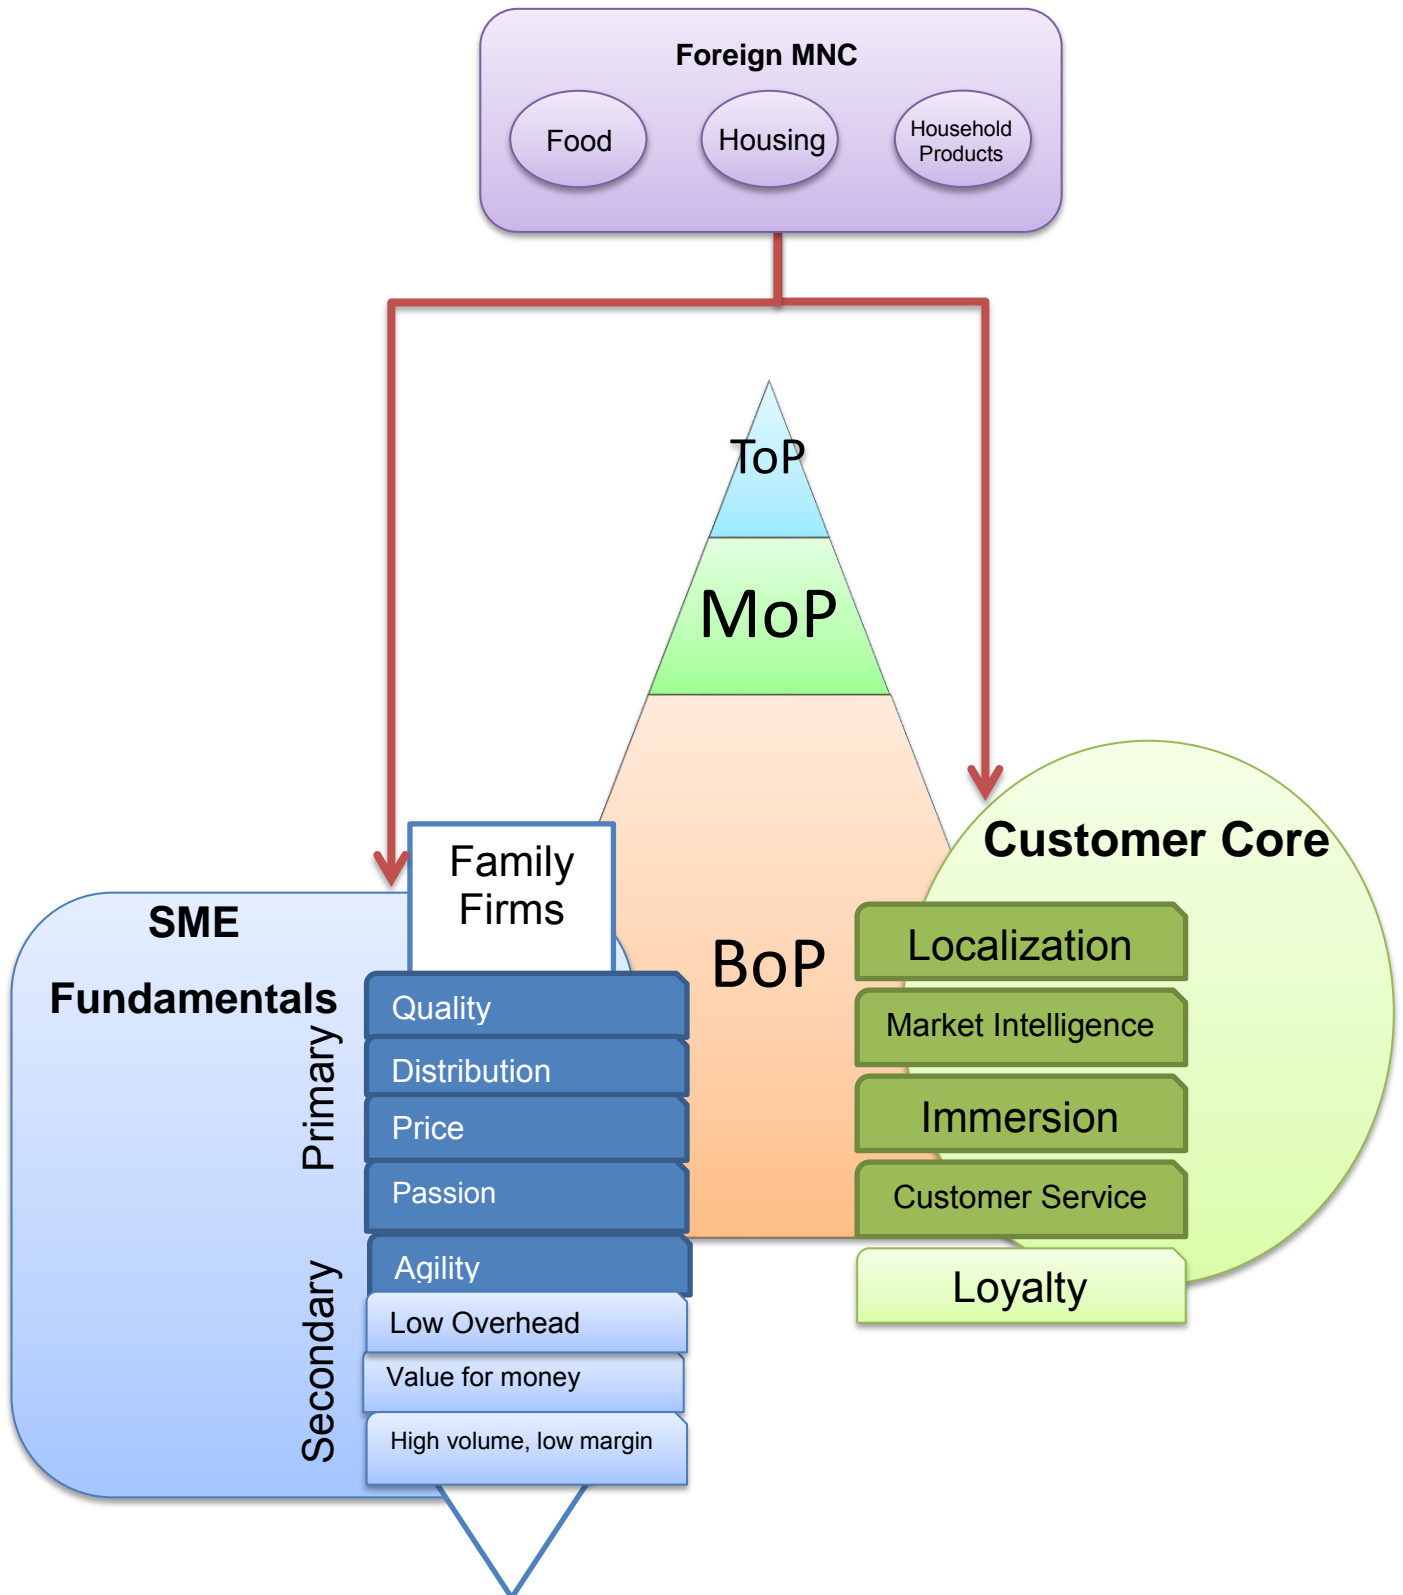 Foreign MNC
Food
Housing
Household
Products
ToP
MoP
BoP
Family
Firms
SME
Fundamentals
Primary
Secondary
Quality
Distribution
Price
Passion
Agility
Low Overhead
Value for money
High volume, low margin
Customer Core
Localization
Market Intelligence
Immersion
Customer Service
Loyalty